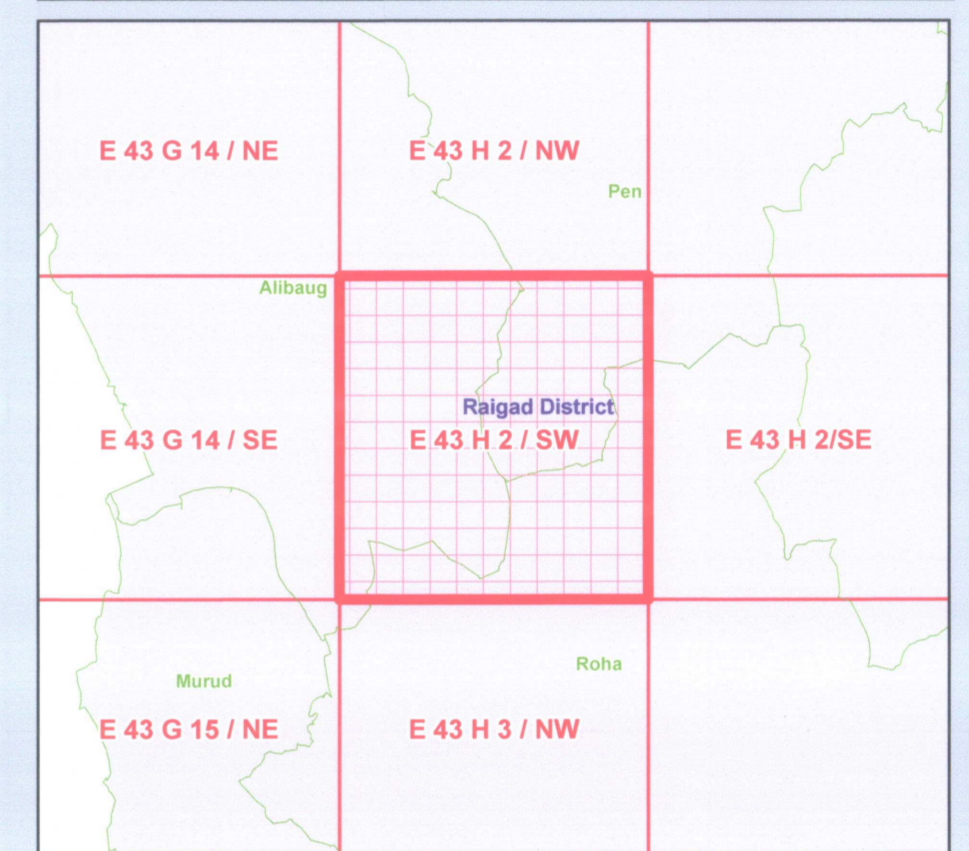 E 43 G 14 / NE
E 43 H 2 / NW
Pen
Alibaug
Raigad District
E 43 G 14 / SE
E 43 H 2 / SW
E 43 H 2/SE
Roha
Murud
E 43 G 15 / NE
E 43 H 3 / NW